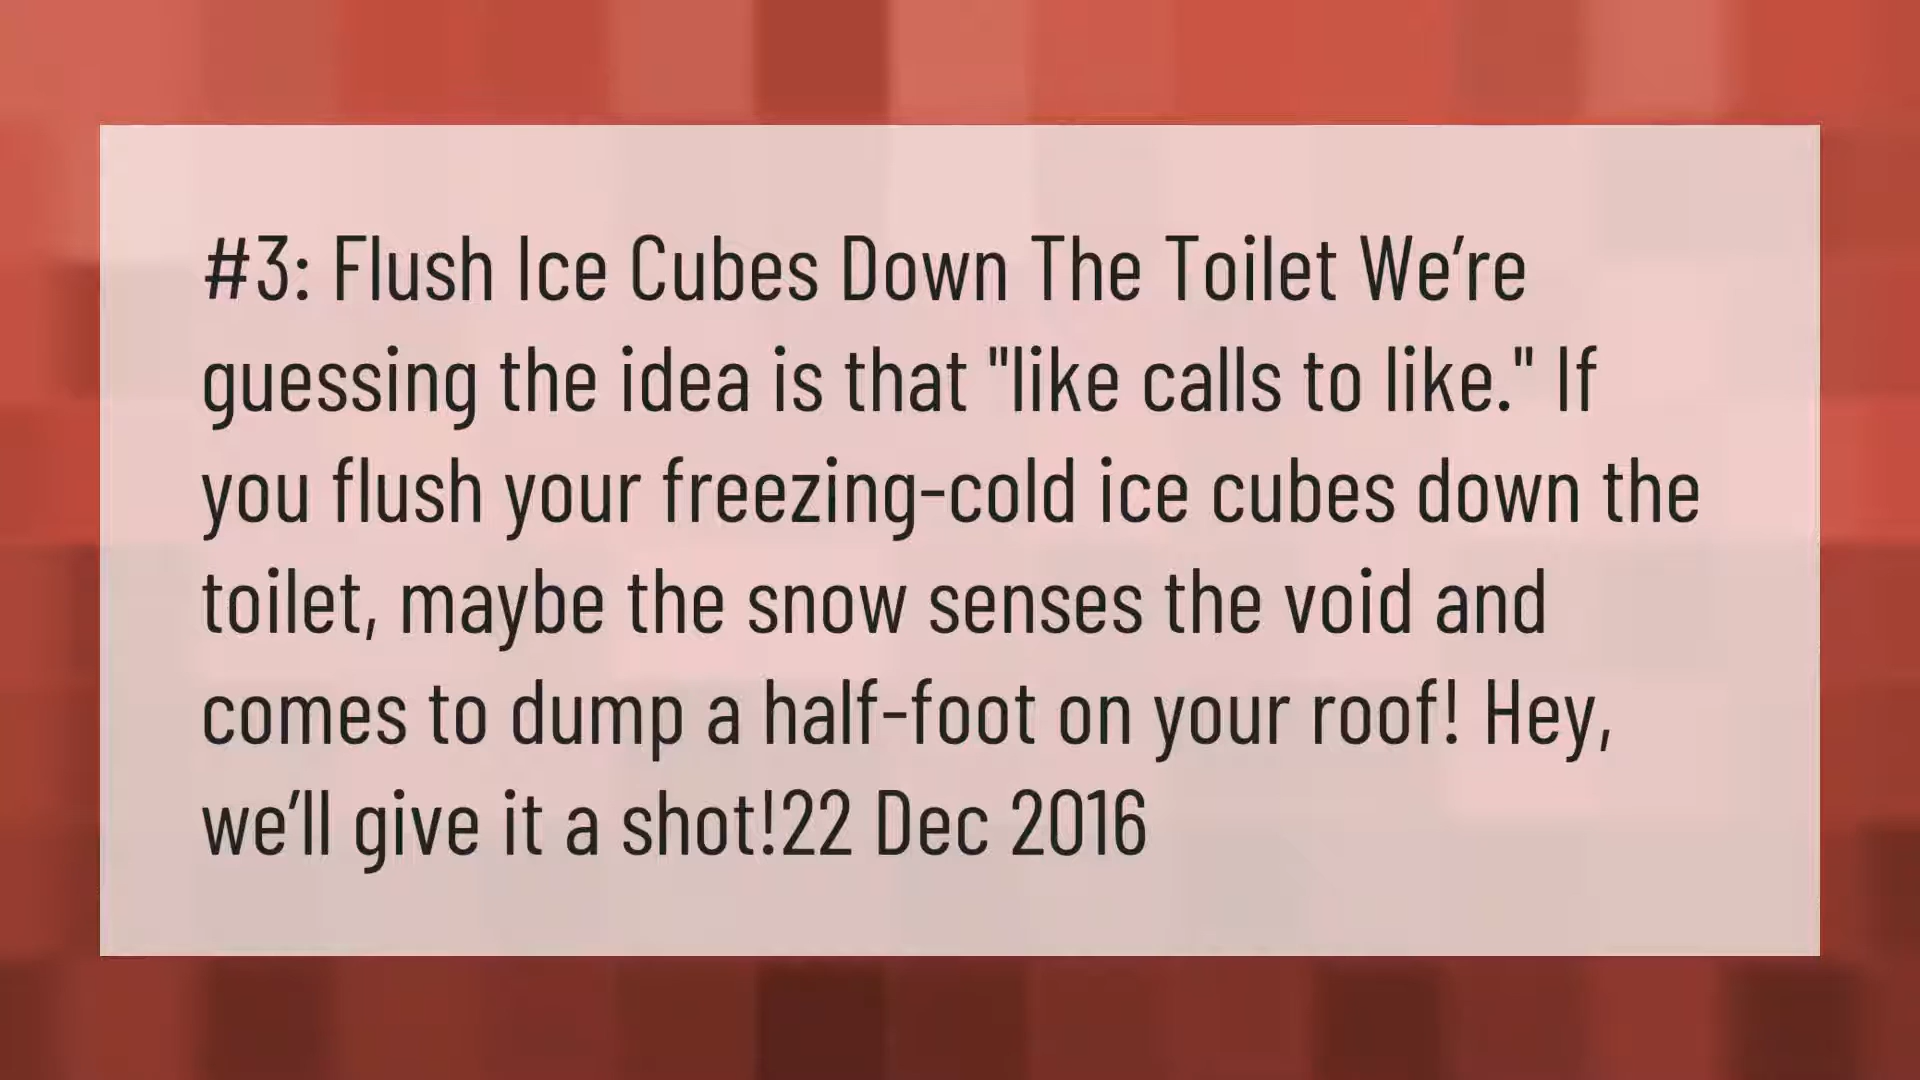 #3: Flush Ice Cubes Down The Toilet We’re
guessing the idea is that "like calls to like." If
you flush your freezing-cold ice cubes down the
toilet, maybe the snow senses the void and
comes to dump a half-foot on your roof! Hey,
we’ll give it a shot!22 Dec 2016